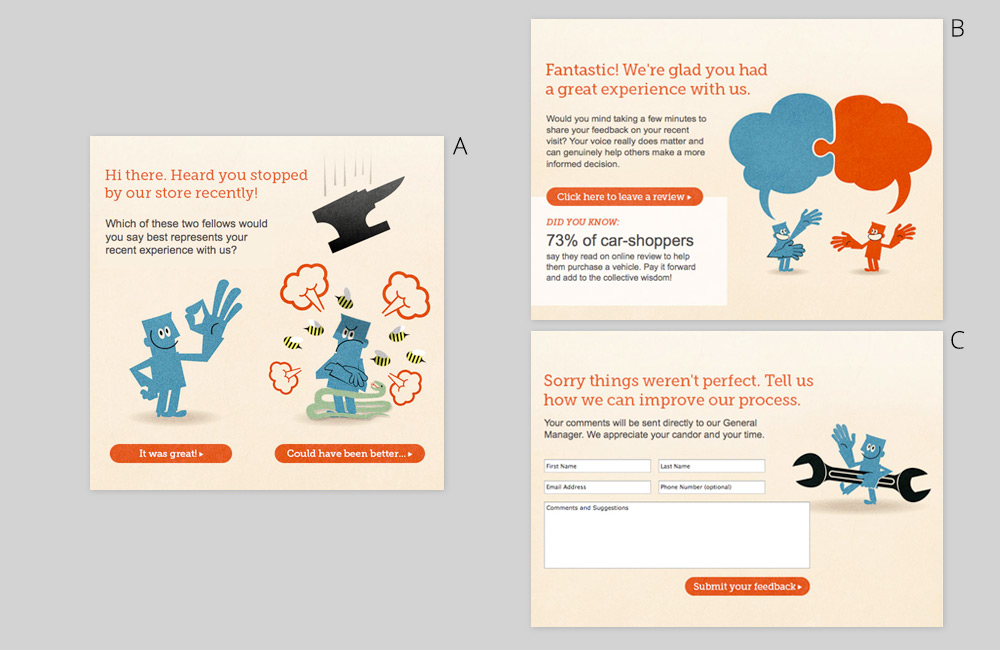 A
Hi there. Heard you stopped
by our store recently!
Which of these two fellows would
you say best represents your
recent experience with us?
It was great! ▸
Could have been better... ▸
B
Fantastic! We're glad you had
a great experience with us.
Would you mind taking a few minutes to
share your feedback on your recent
visit? Your voice really does matter and
can genuinely help others make a more
informed decision.
Click here to leave a review ▸
DID YOU KNOW:
73% of car-shoppers
say they read on online review to help
them purchase a vehicle. Pay it forward
and add to the collective wisdom!
C
Sorry things weren't perfect. Tell us
how we can improve our process.
Your comments will be sent directly to our General
Manager. We appreciate your candor and your time.
First Name
Last Name
Email Address
Phone Number (optional)
Comments and Suggestions
Submit your feedback ▸